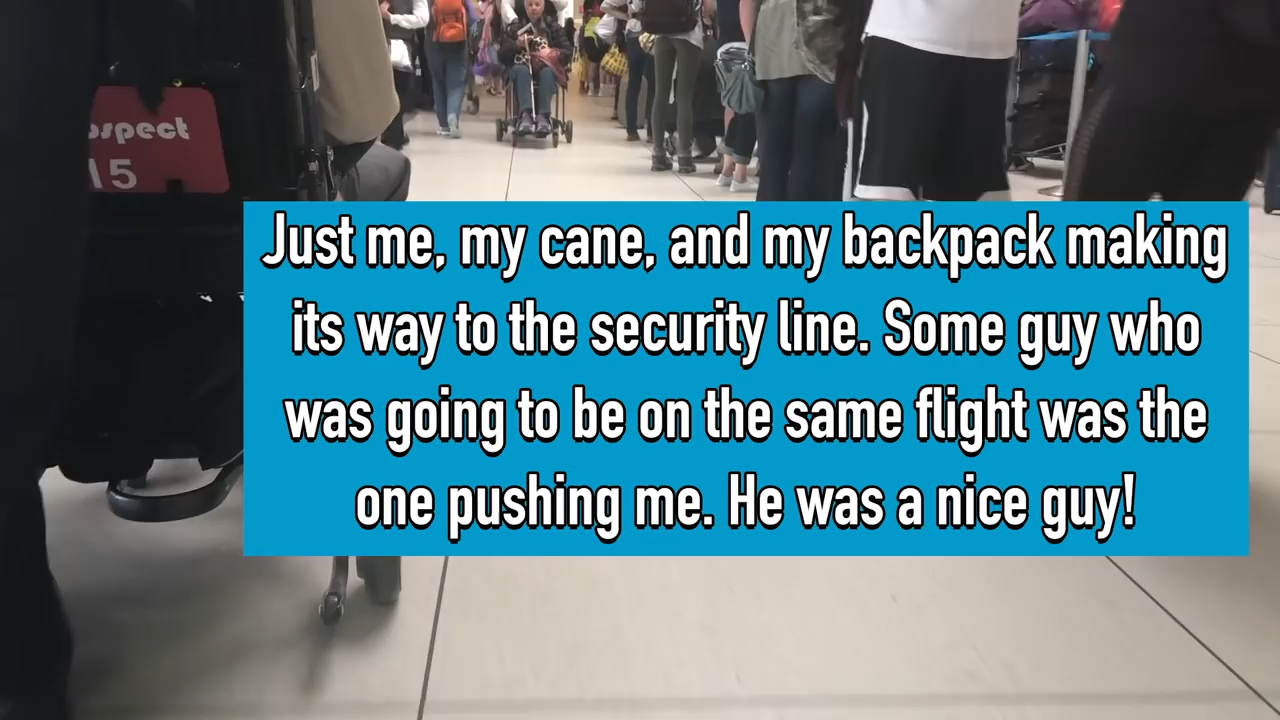 ospect
15
Just me, my cane, and my backpack making
its way to the security line. Some guy who
was going to be on the same flight was the
one pushing me. He was a nice guy!